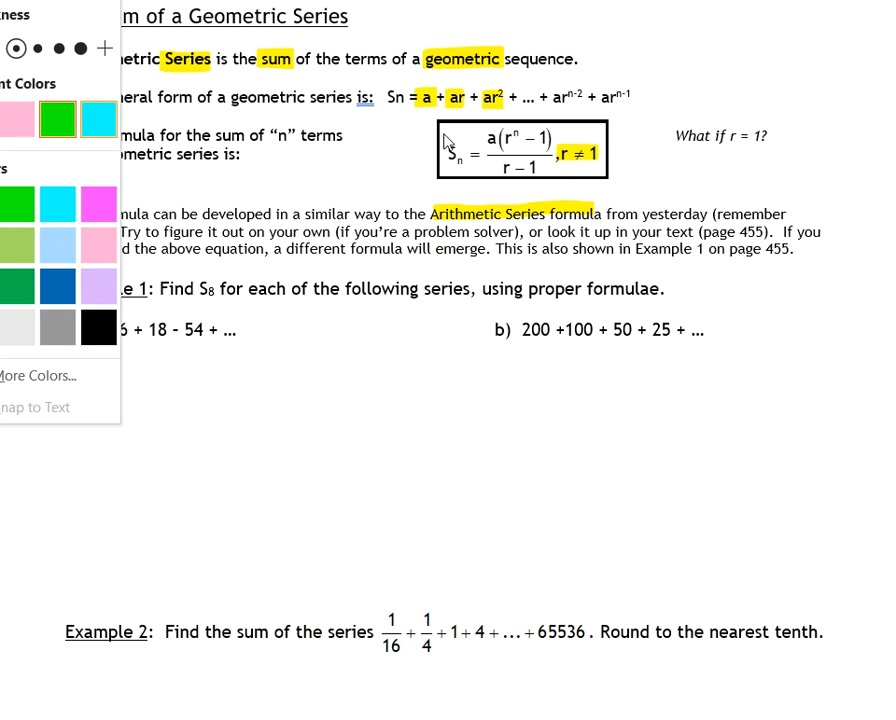 ness
m of a Geometric Series
etric Series is the sum of the terms of a geometric sequence.
nt Colors
neral form of a geometric series is: Sn = a + ar + ar² + ... + arⁿ⁻² + arⁿ⁻¹
mula for the sum of “n” terms
ometric series is:
Sₙ = a(rⁿ – 1) / r – 1 , r ≠ 1
What if r = 1?
rs
mula can be developed in a similar way to the Arithmetic Series formula from yesterday (remember
Try to figure it out on your own (if you’re a problem solver), or look it up in your text (page 455). If you
d the above equation, a different formula will emerge. This is also shown in Example 1 on page 455.
e 1: Find S₈ for each of the following series, using proper formulae.
6 + 18 - 54 + ...
b) 200 +100 + 50 + 25 + ...
More Colors...
nap to Text
Example 2: Find the sum of the series 1/16 + 1/4 + 1 + 4 + ... + 65536 . Round to the nearest tenth.